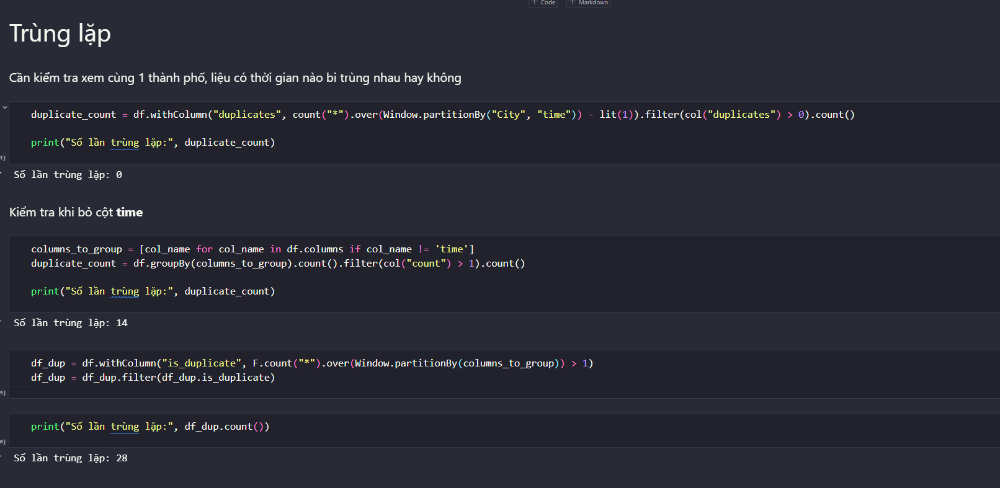 + Code + Markdown
Trùng lặp
Cần kiểm tra xem cùng 1 thành phố, liệu có thời gian nào bi trùng nhau hay không
duplicate_count = df.withColumn("duplicates", count("*").over(Window.partitionBy("City", "time")) - lit(1)).filter(col("duplicates") > 0).count()
print("Số lần trùng lặp:", duplicate_count)
1]
Số lần trùng lặp: 0
Kiểm tra khi bỏ cột time
columns_to_group = [col_name for col_name in df.columns if col_name != 'time']
duplicate_count = df.groupBy(columns_to_group).count().filter(col("count") > 1).count()
print("Số lần trùng lặp:", duplicate_count)
Số lần trùng lặp: 14
df_dup = df.withColumn("is_duplicate", F.count("*").over(Window.partitionBy(columns_to_group)) > 1)
df_dup = df_dup.filter(df_dup.is_duplicate)
9]
print("Số lần trùng lặp:", df_dup.count())
0]
Số lần trùng lặp: 28